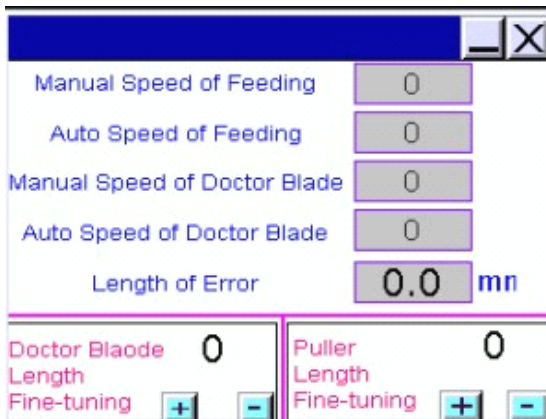 Manual Speed of Feeding 0
Auto Speed of Feeding 0
Manual Speed of Doctor Blade 0
Auto Speed of Doctor Blade 0
Length of Error 0.0 mn
Doctor Blaode 0
Length
Fine-tuning + -
Puller 0
Length
Fine-tuning + -